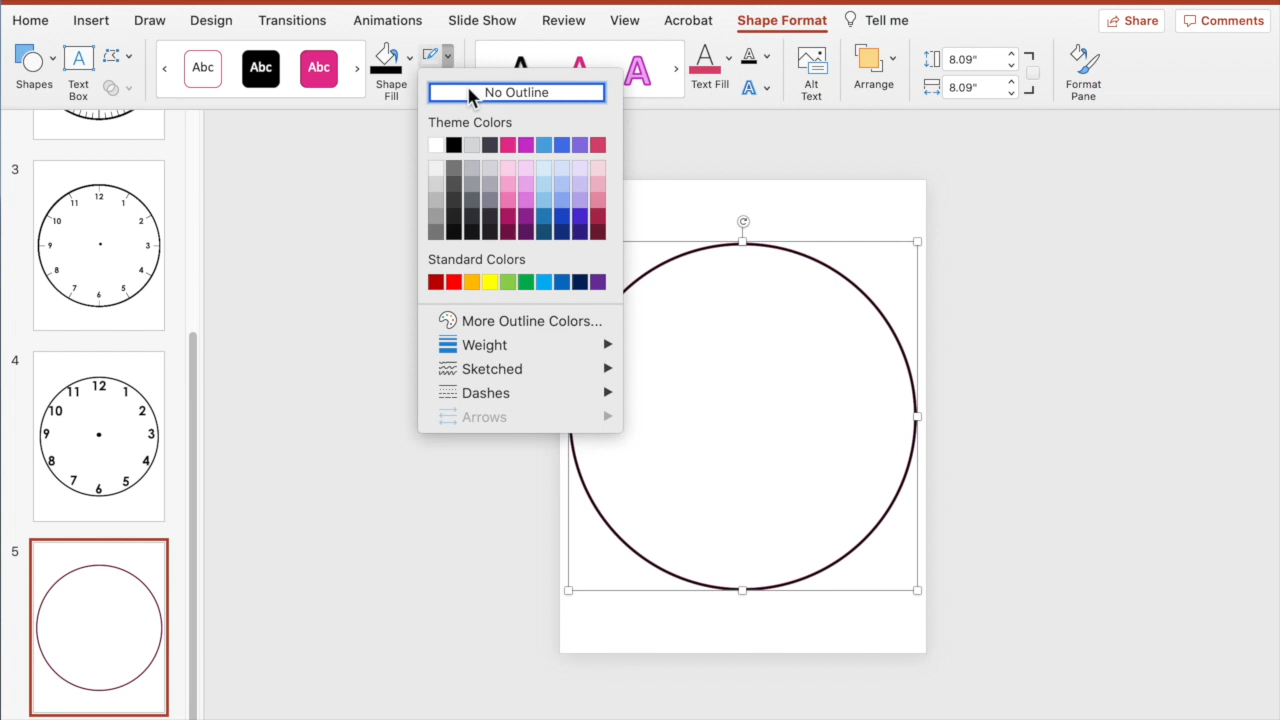 Home Insert Draw Design Transitions Animations Slide Show Review View Acrobat Shape Format Tell me Share Comments
Abc Abc Abc
A A A
8.09"
8.09"
Shapes
Text
Box
Shape
Fill
Text Fill
Alt
Text
Arrange
Format
Pane
No Outline
Theme Colors
Standard Colors
More Outline Colors...
Weight
Sketched
Dashes
Arrows
3
12
11 1
10 2
9 3
8 4
7 5
6
4
12
11 1
10 2
9 3
8 4
7 5
6
5